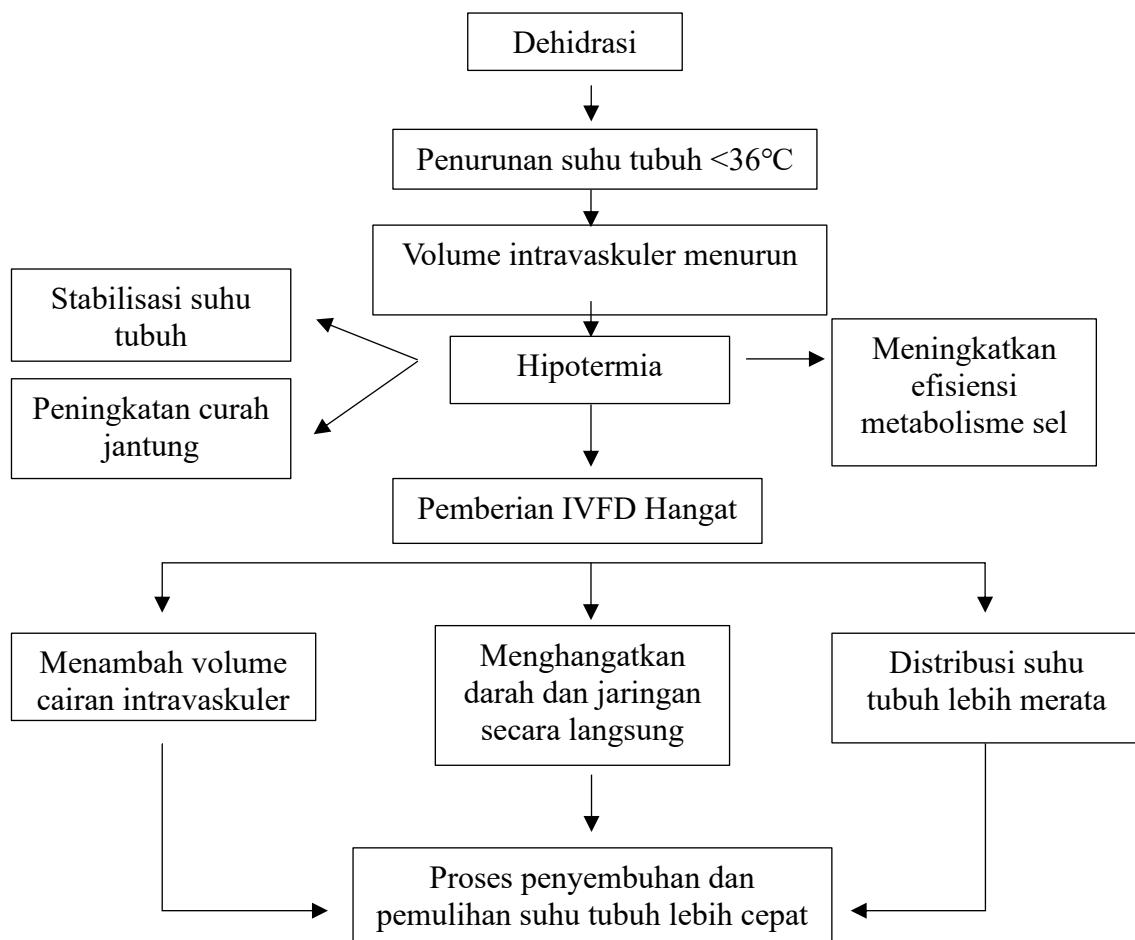 Dehidrasi
Penurunan suhu tubuh <36℃
Volume intravaskuler menurun
Stabilisasi suhu
tubuh
Hipotermia
Meningkatkan
efisiensi
metabolisme sel
Peningkatan curah
jantung
Pemberian IVFD Hangat
Menambah volume
cairan intravaskuler
Menghangatkan
darah dan jaringan
secara langsung
Distribusi suhu
tubuh lebih merata
Proses penyembuhan dan
pemulihan suhu tubuh lebih cepat